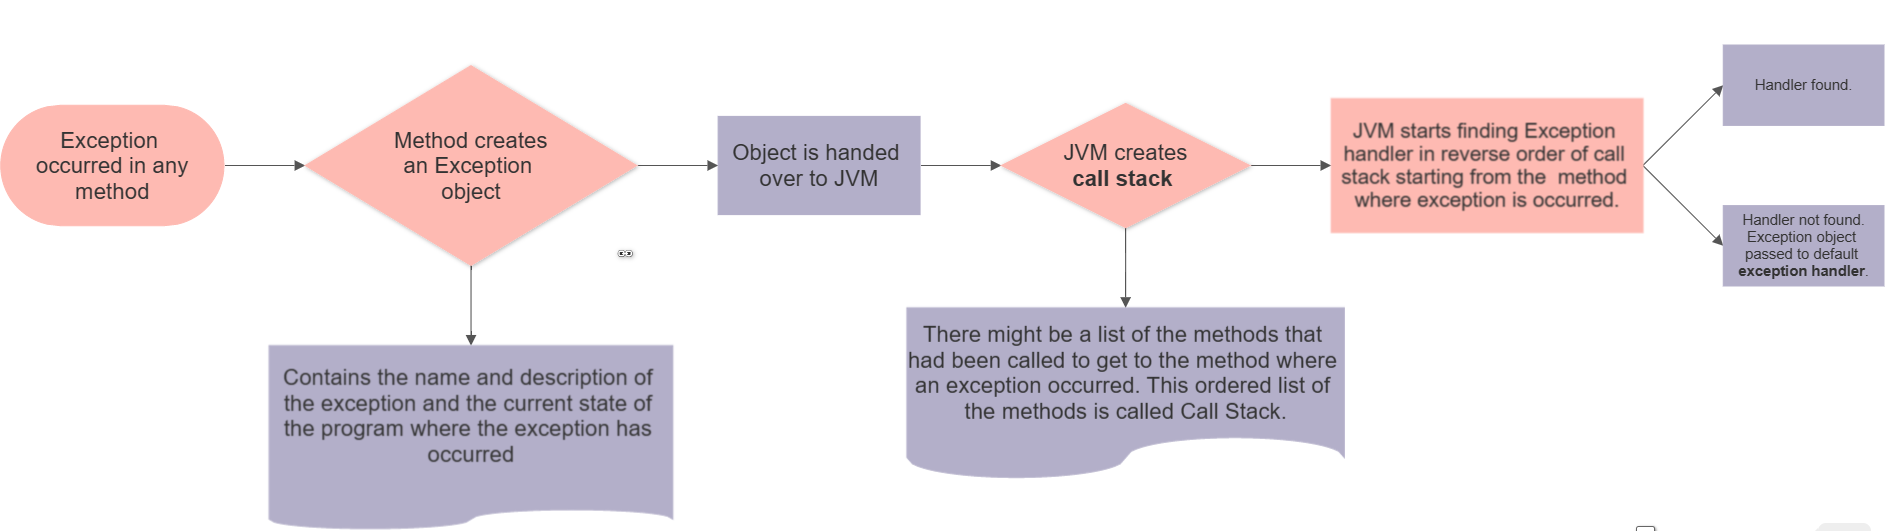 Exception
occurred in any
method
Method creates
an Exception
object
Object is handed
over to JVM
JVM creates
call stack
JVM starts finding Exception
handler in reverse order of call
stack starting from the method
where exception is occurred.
Handler found.
Handler not found.
Exception object
passed to default
exception handler.
Contains the name and description of
the exception and the current state of
the program where the exception has
occurred
There might be a list of the methods that
had been called to get to the method where
an exception occurred. This ordered list of
the methods is called Call Stack.